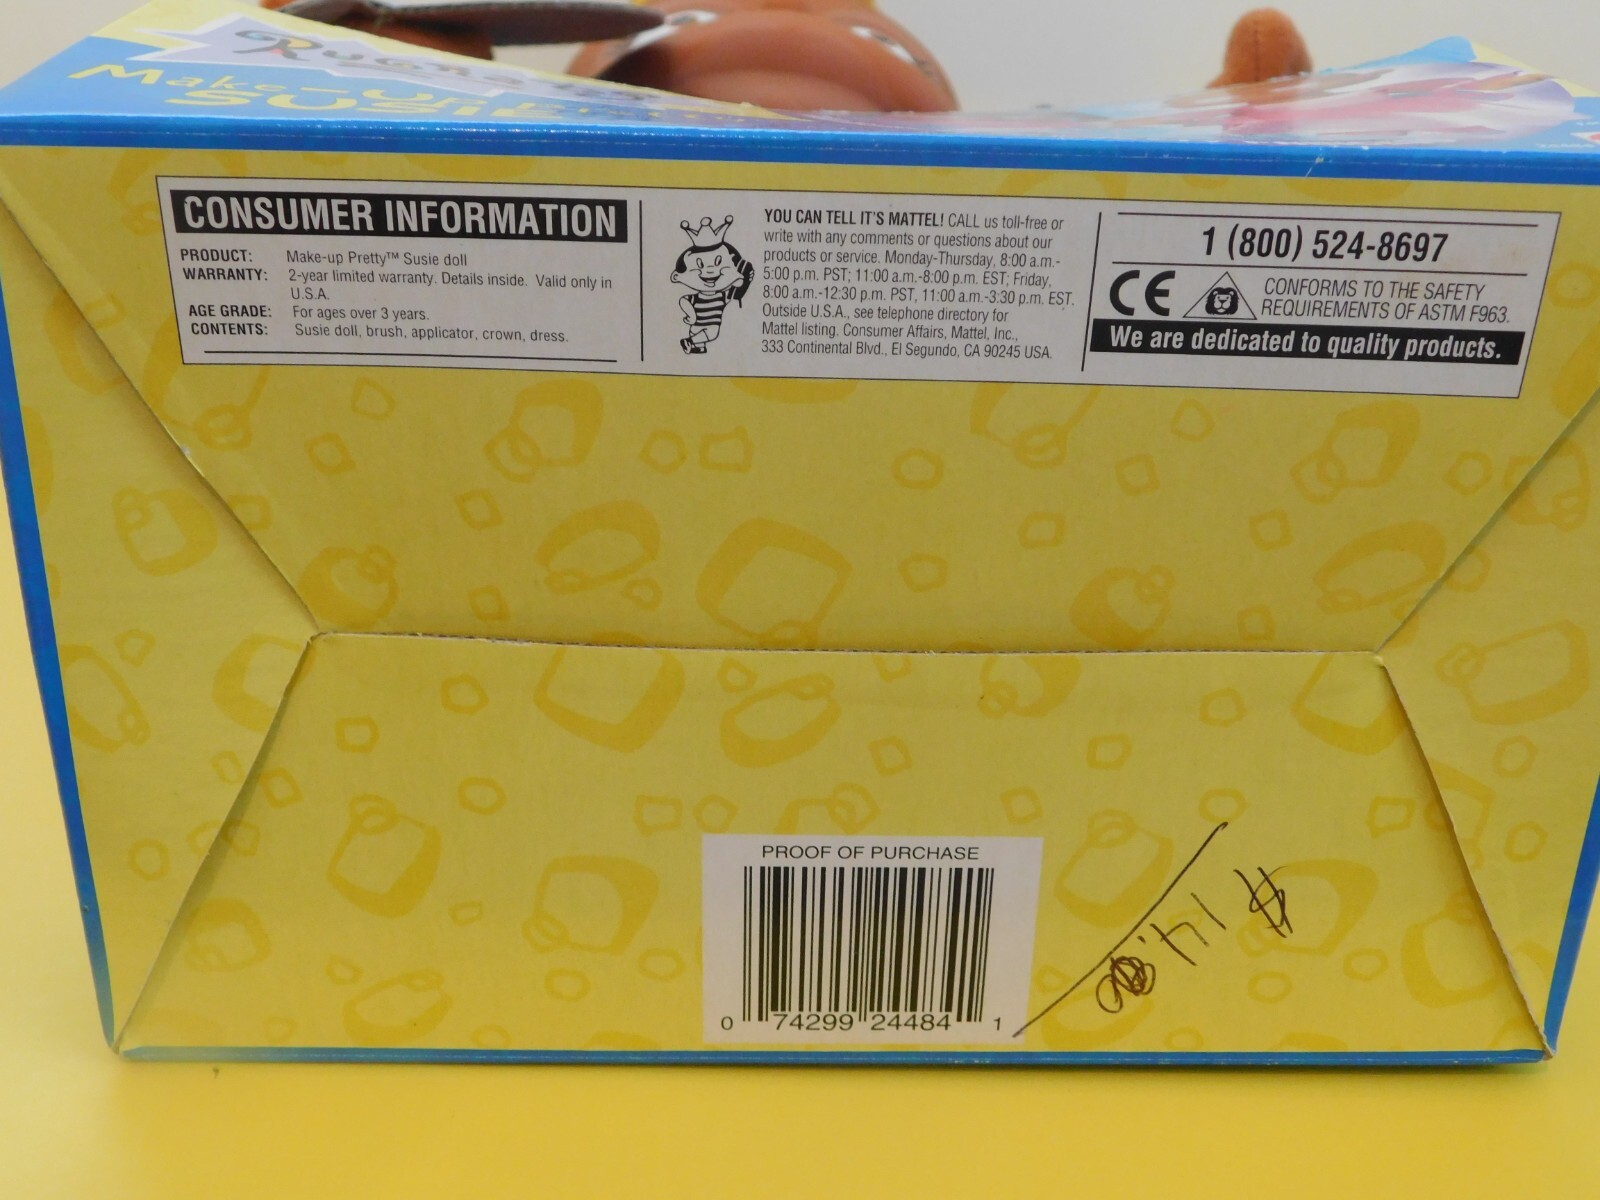 Rugrats
Make-up Pretty
SUSIE
CONSUMER INFORMATION
PRODUCT: Make-up Pretty™ Susie doll
WARRANTY: 2-year limited warranty. Details inside. Valid only in
U.S.A.
AGE GRADE: For ages over 3 years.
CONTENTS: Susie doll, brush, applicator, crown, dress.
YOU CAN TELL IT'S MATTEL! CALL us toll-free or
write with any comments or questions about our
products or service. Monday-Thursday, 8:00 a.m.-
5:00 p.m. PST; 11:00 a.m.-8:00 p.m. EST; Friday,
8:00 a.m.-12:30 p.m. PST, 11:00 a.m.-3:30 p.m. EST.
Outside U.S.A., see telephone directory for
Mattel listing. Consumer Affairs, Mattel, Inc.,
333 Continental Blvd., El Segundo, CA 90245 USA.
1 (800) 524-8697
CE
CONFORMS TO THE SAFETY
REQUIREMENTS OF ASTM F963.
We are dedicated to quality products.
PROOF OF PURCHASE
0 74299 24484 1
$14.